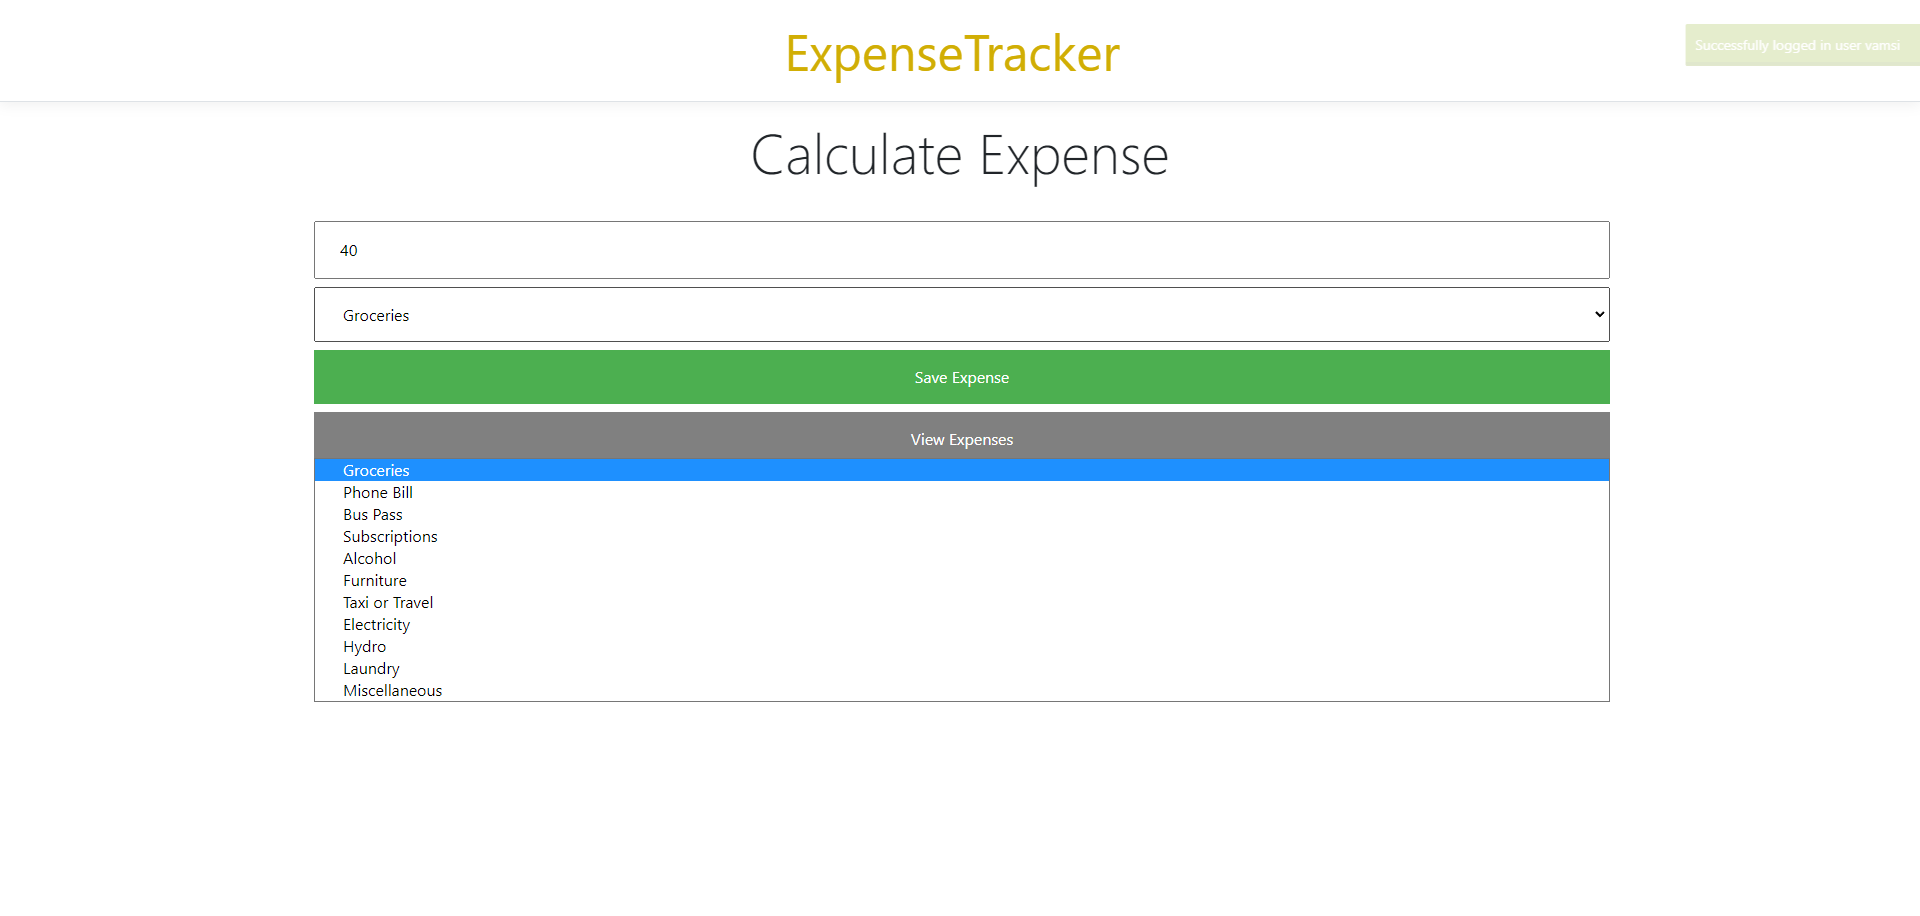 ExpenseTracker
Successfully logged in user vamsi
Calculate Expense
40
Groceries
Save Expense
View Expenses
Groceries
Phone Bill
Bus Pass
Subscriptions
Alcohol
Furniture
Taxi or Travel
Electricity
Hydro
Laundry
Miscellaneous